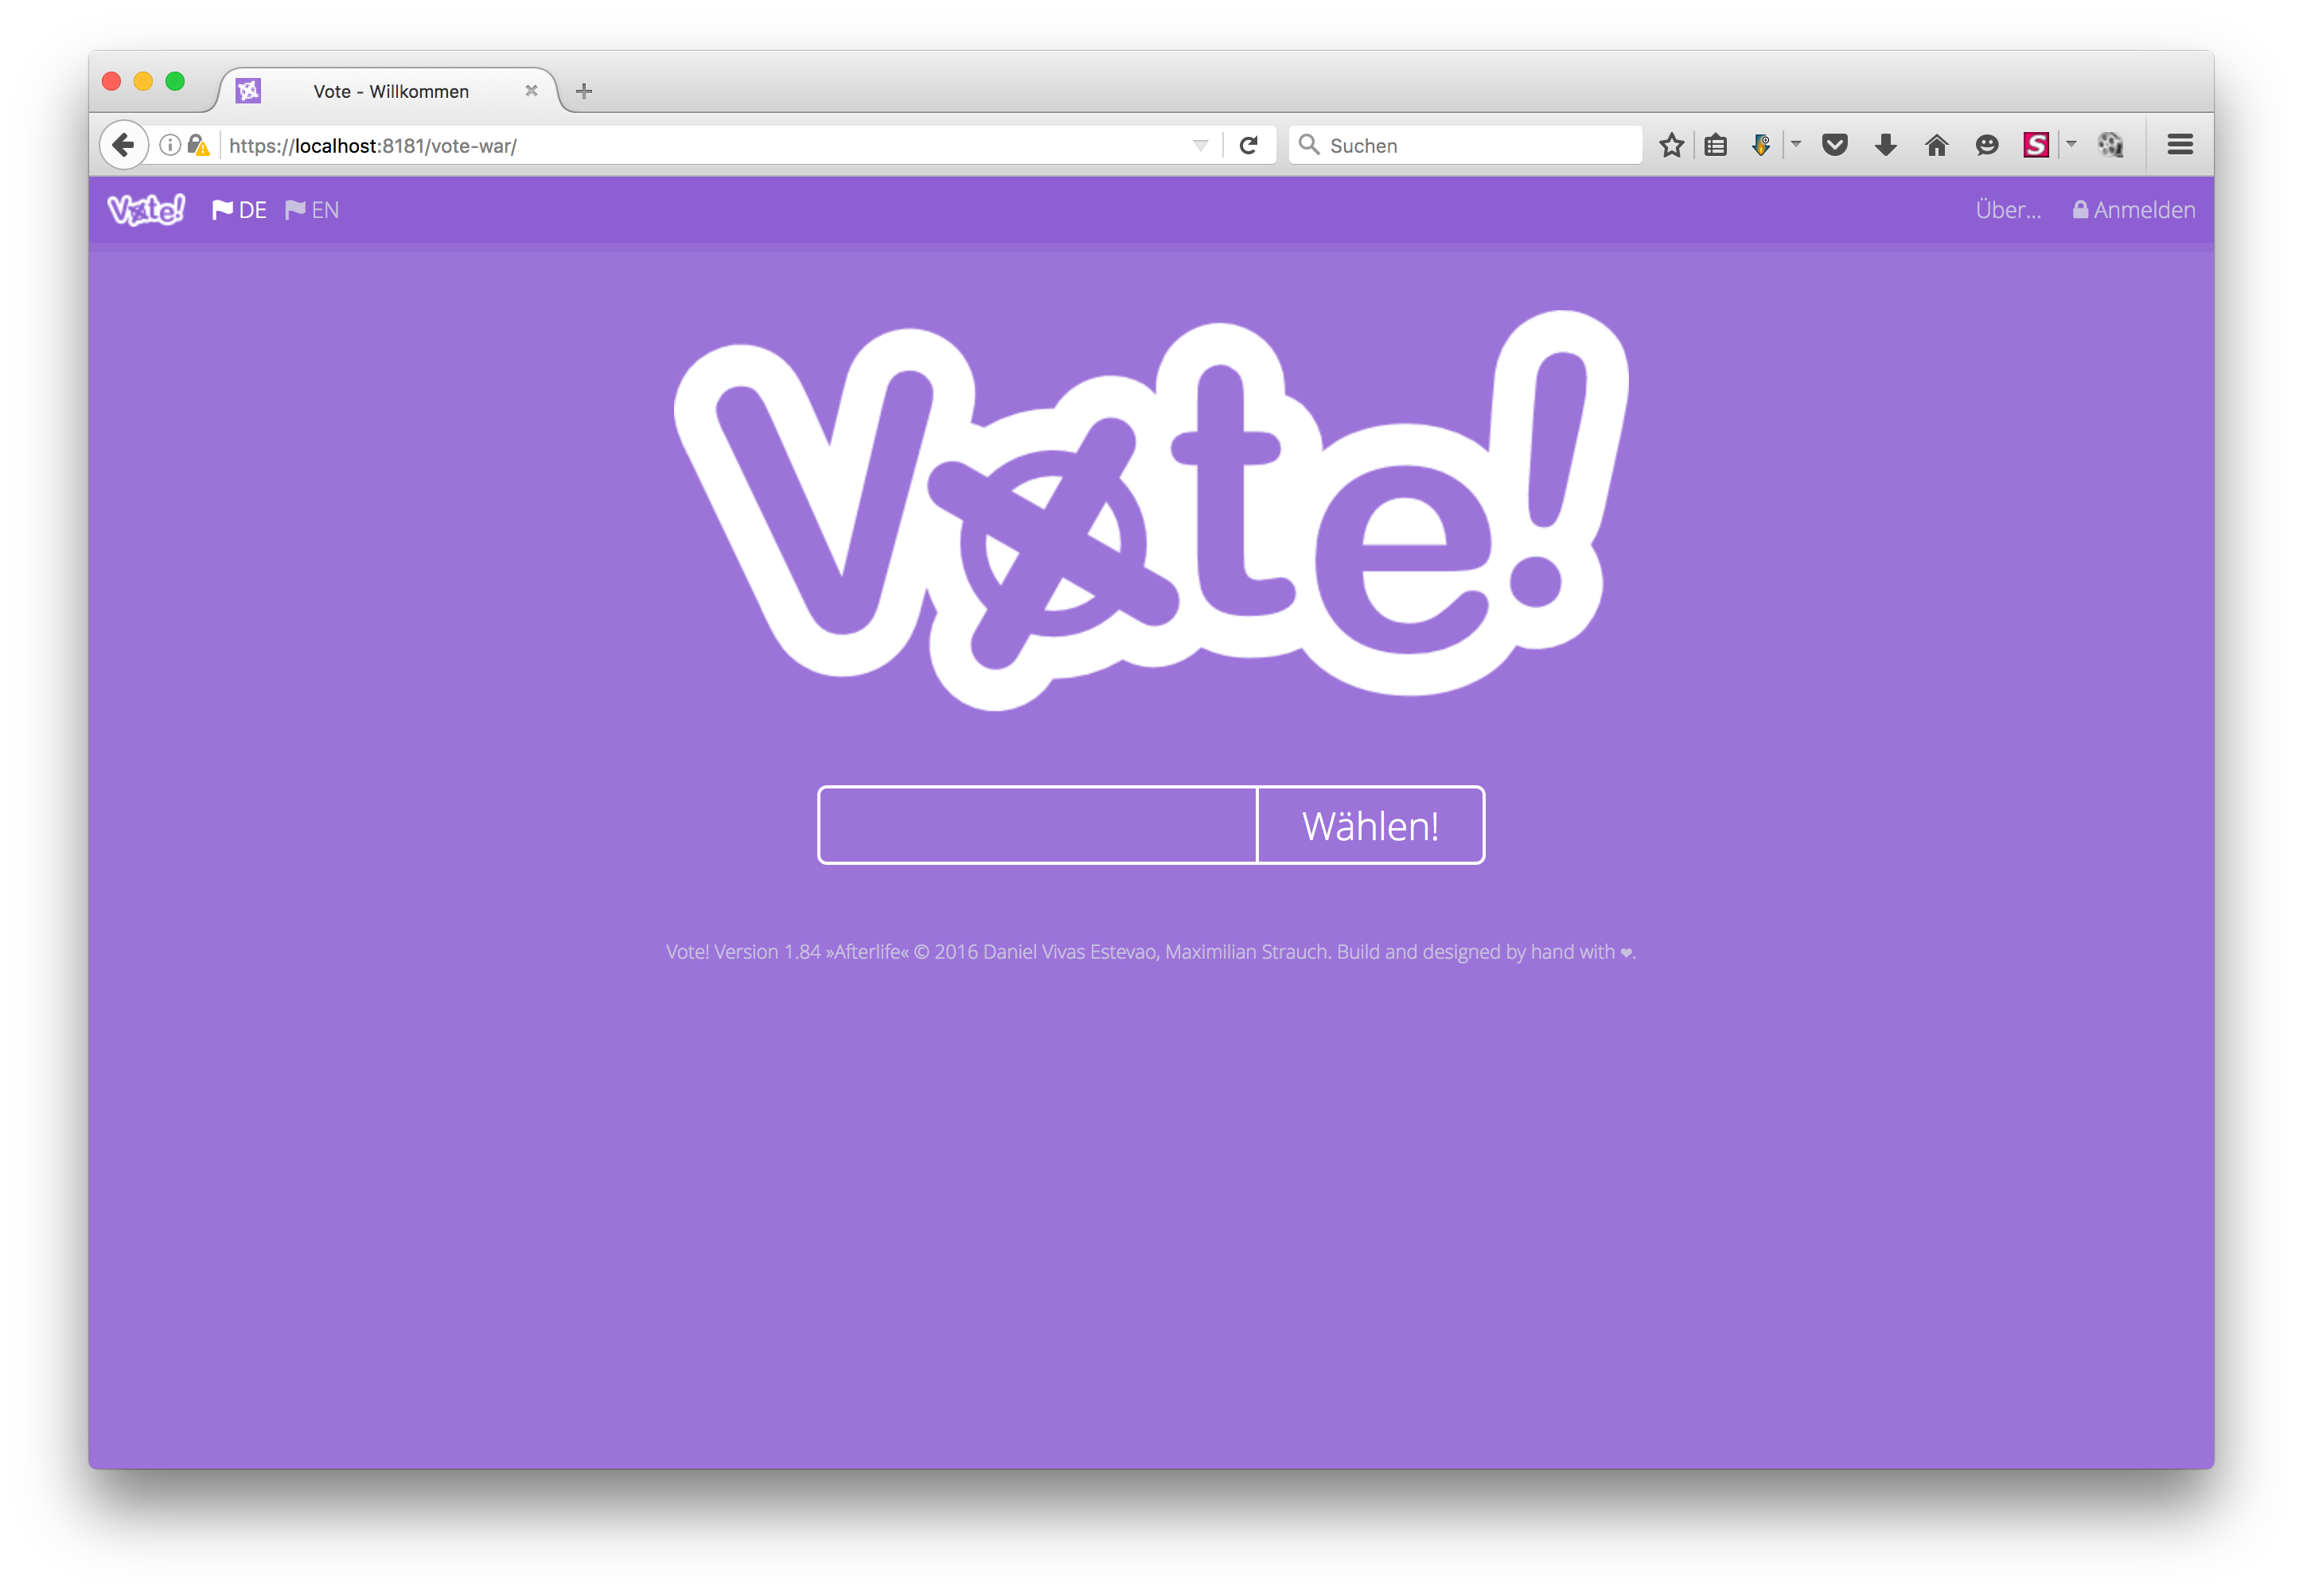 Vote - Willkommen
https://localhost:8181/vote-war/
Suchen
S
Vote!
DE
EN
Über...
Anmelden
Vote!
Wählen!
Vote! Version 1.84 »Afterlife« © 2016 Daniel Vivas Estevao, Maximilian Strauch. Build and designed by hand with ❤.